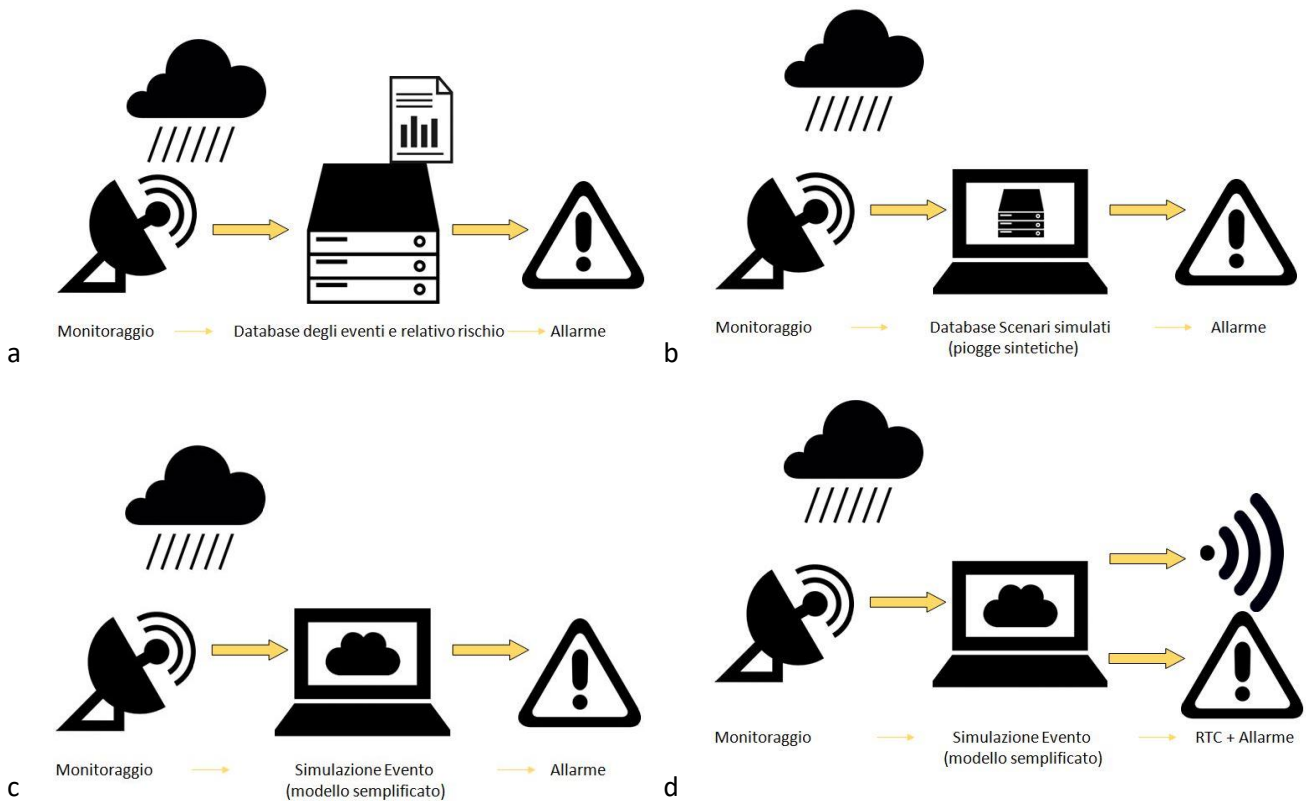 Monitoraggio Database degli eventi e relativo rischio Allarme
a
Monitoraggio Database Scenari simulati Allarme
(piogge sintetiche)
b
Monitoraggio Simulazione Evento Allarme
(modello semplificato)
c
Monitoraggio Simulazione Evento RTC + Allarme
(modello semplificato)
d